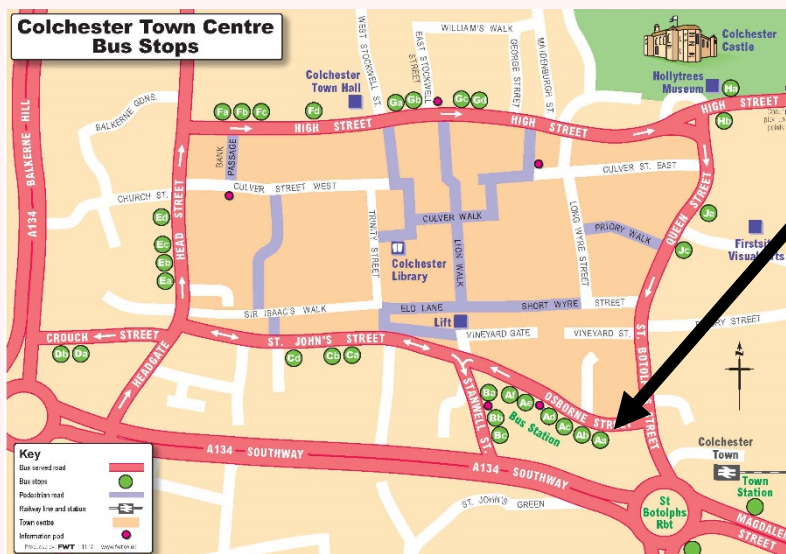 Colchester Town Centre
Bus Stops
WILLIAM'S WALK
WEST STOCKWELL ST.
EAST STOCKWELL
STREET
GEORGE STREET
MAIDENBURGH ST.
Colchester
Castle
Colchester
Town Hall
Hollytrees
Museum
Ha
Hb
HIGH STREET
Fa
Fb
Fc
Fd
Ga
Gb
Gc
Gd
HIGH STREET
HIGH STREET
BALKERNE GDNS.
BALKERNE HILL
A134
BANK
PASSAGE
CULVER ST. EAST
CHURCH ST.
CULVER STREET WEST
HEAD STREET
Ed
Ec
Eb
Ea
TRINITY STREET
CULVER WALK
LION WALK
LONG WYRE STREET
PRIORY WALK
QUEEN STREET
Ja
Jc
Colchester
Library
SIR ISAAC'S WALK
ELD LANE
SHORT WYRE
STREET
Lift
VINEYARD GATE
VINEYARD ST.
STREET
CROUCH STREET
Db
Da
HEADGATE
ST. JOHN'S STREET
Cd
Cb
Ca
STANWELL ST.
Ba
Bb
Bc
Af
Ae
Ad
Ac
Ab
Aa
Bus Station
OSBORNE
A134 SOUTHWAY
A134 SOUTHWAY
ST. JOHN'S
GREEN
St
Botolphs
Rbt
Colchester
Town
Town
Station
STREET
Key
Bus served road
Bus stops
Pedestrian road
Railway line and station
Town centre
Information pod
FWT